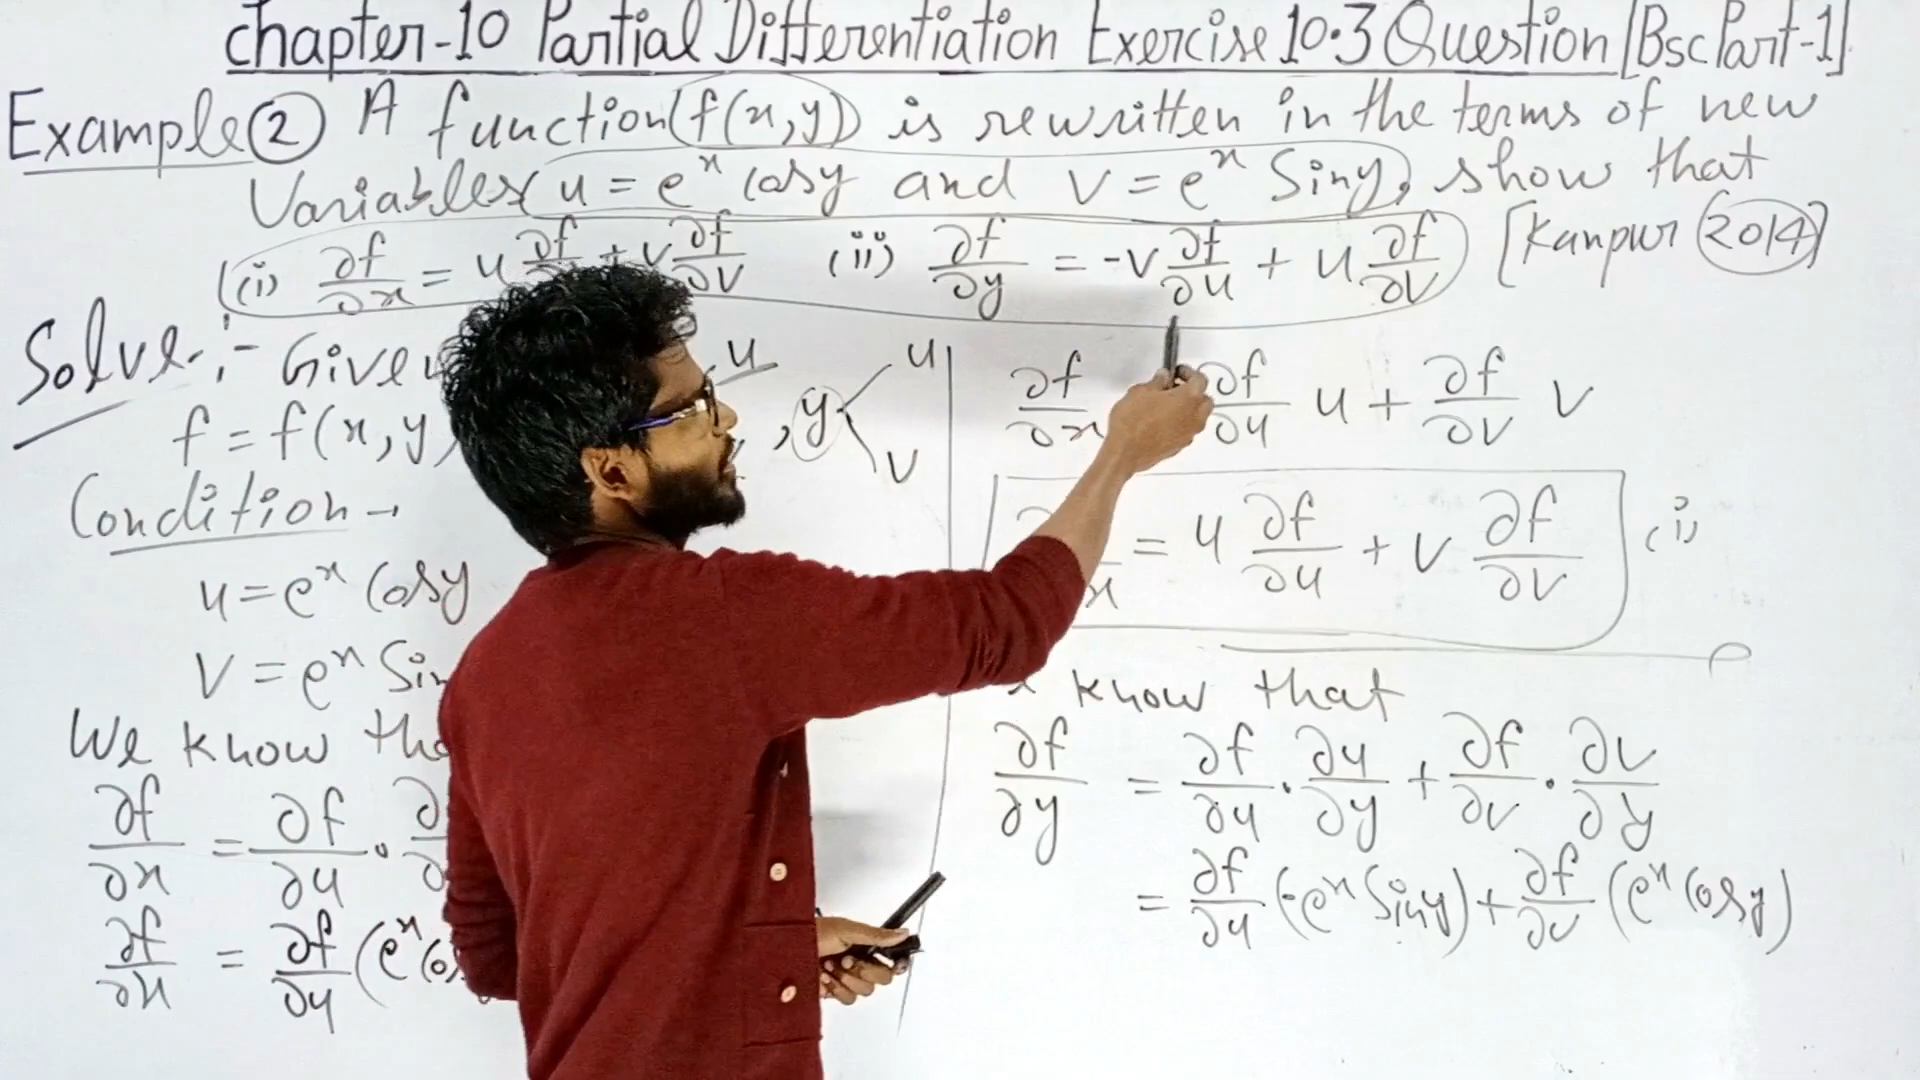 Chapter-10 Partial Differentiation Exercise 10.3 Question [Bsc Part-1]
Example ② A function f(x,y) is rewritten in the terms of new
Variables u = e^x cosy and v = e^x Siny, show that
(i) ∂f/∂x = u ∂f + v ∂f/∂v (ii) ∂f/∂y = -v ∂f/∂u + u ∂f/∂v [Kanpur 2014]
Solve:- Given
f = f(x,y
u
, y u v
Condition →
u = e^x Cosy
v = e^x Sin
We know tha
∂f/∂x = ∂f/∂u · ∂
∂f/∂x = ∂f/∂u (e^x Co
∂f/∂x ∂f/∂u u + ∂f/∂v v
= u ∂f/∂u + v ∂f/∂v (i)
know that
∂f/∂y = ∂f/∂u · ∂u/∂y + ∂f/∂v · ∂v/∂y
= ∂f/∂u (-e^x Siny) + ∂f/∂v (e^x Cosy)